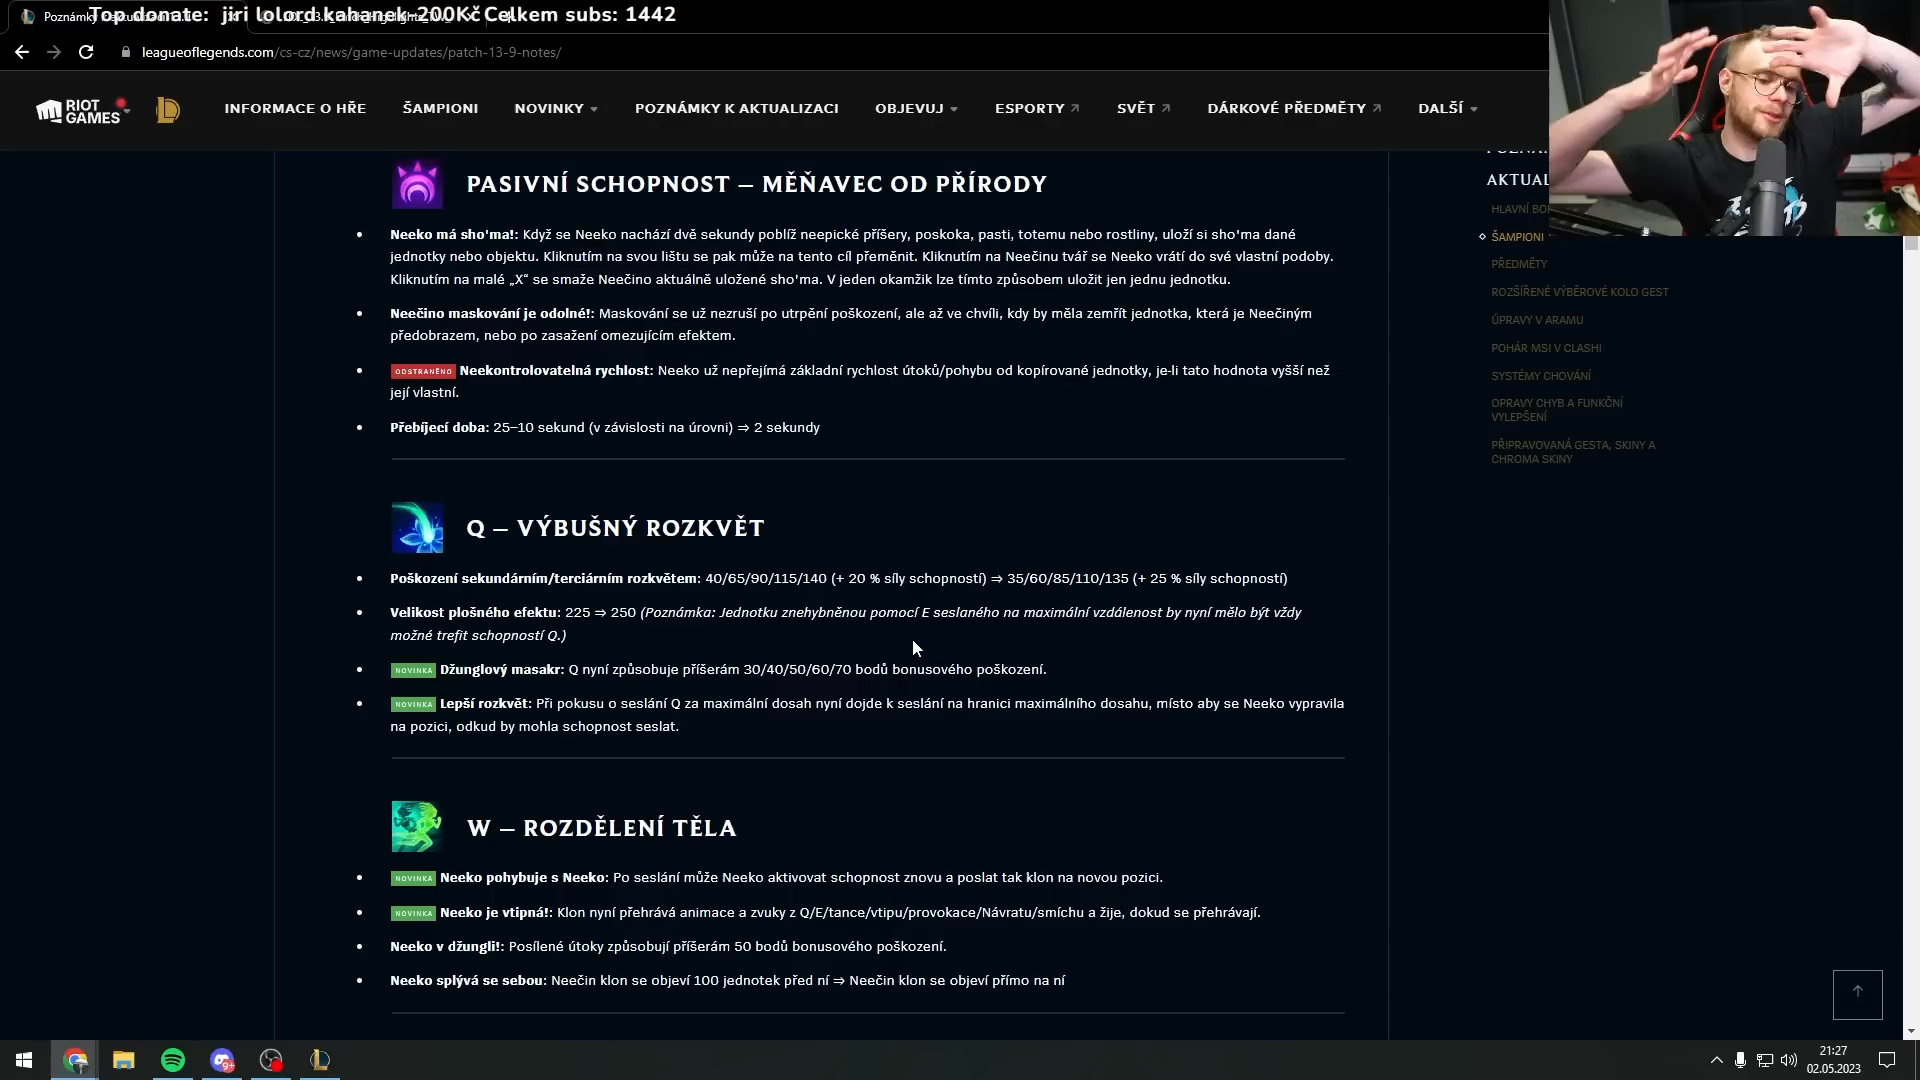 Top donate: jiri lolord kahanek 200Kč Celkem subs: 1442
leagueoflegends.com/cs-cz/news/game-updates/patch-13-9-notes/
RIOT GAMES
INFORMACE O HŘE
ŠAMPIONI
NOVINKY
POZNÁMKY K AKTUALIZACI
OBJEVUJ
ESPORTY
SVĚT
DÁRKOVÉ PŘEDMĚTY
DALŠÍ
PASIVNÍ SCHOPNOST – MĚŇAVEC OD PŘÍRODY
Neeko má sho'ma!: Když se Neeko nachází dvě sekundy poblíž neepické příšery, poskoka, pasti, totemu nebo rostliny, uloží si sho'ma dané
jednotky nebo objektu. Kliknutím na svou lištu se pak může na tento cíl přeměnit. Kliknutím na Neečinu tvář se Neeko vrátí do své vlastní podoby.
Kliknutím na malé „X“ se smaže Neečino aktuálně uložené sho'ma. V jeden okamžik lze tímto způsobem uložit jen jednu jednotku.
Neečino maskování je odolné!: Maskování se už nezruší po utrpění poškození, ale až ve chvíli, kdy by měla zemřít jednotka, která je Neečiným
předobrazem, nebo po zasažení omezujícím efektem.
ODSTRANĚNO Neekontrolovatelná rychlost: Neeko už nepřejímá základní rychlost útoků/pohybu od kopírované jednotky, je-li tato hodnota vyšší než
její vlastní.
Přebíjecí doba: 25–10 sekund (v závislosti na úrovni) ⇒ 2 sekundy
Q – VÝBUŠNÝ ROZKVĚT
Poškození sekundárním/terciárním rozkvětem: 40/65/90/115/140 (+ 20 % síly schopností) ⇒ 35/60/85/110/135 (+ 25 % síly schopností)
Velikost plošného efektu: 225 ⇒ 250 (Poznámka: Jednotku znehybněnou pomocí E seslaného na maximální vzdálenost by nyní mělo být vždy
možné trefit schopností Q.)
NOVINKA Džunglový masakr: Q nyní způsobuje příšerám 30/40/50/60/70 bodů bonusového poškození.
NOVINKA Lepší rozkvět: Při pokusu o seslání Q za maximální dosah nyní dojde k seslání na hranici maximálního dosahu, místo aby se Neeko vypravila
na pozici, odkud by mohla schopnost seslat.
W – ROZDĚLENÍ TĚLA
NOVINKA Neeko pohybuje s Neeko: Po seslání může Neeko aktivovat schopnost znovu a poslat tak klon na novou pozici.
NOVINKA Neeko je vtipná!: Klon nyní přehrává animace a zvuky z Q/E/tance/vtipu/provokace/Návratu/smíchu a žije, dokud se přehrávají.
Neeko v džungli!: Posílené útoky způsobují příšerám 50 bodů bonusového poškození.
Neeko splývá se sebou: Neečin klon se objeví 100 jednotek před ní ⇒ Neečin klon se objeví přímo na ní
ŠAMPIONI
PŘEDMĚTY
ROZŠÍŘENÉ VÝBĚROVÉ KOLO GEST
ÚPRAVY V ARAMU
POHÁR MSI V CLASHI
SYSTÉMY CHOVÁNÍ
OPRAVY CHYB A FUNKČNÍ
VYLEPŠENÍ
PŘIPRAVOVANÁ GESTA, SKINY A
CHROMA SKINY
9+
21:27
02.05.2023